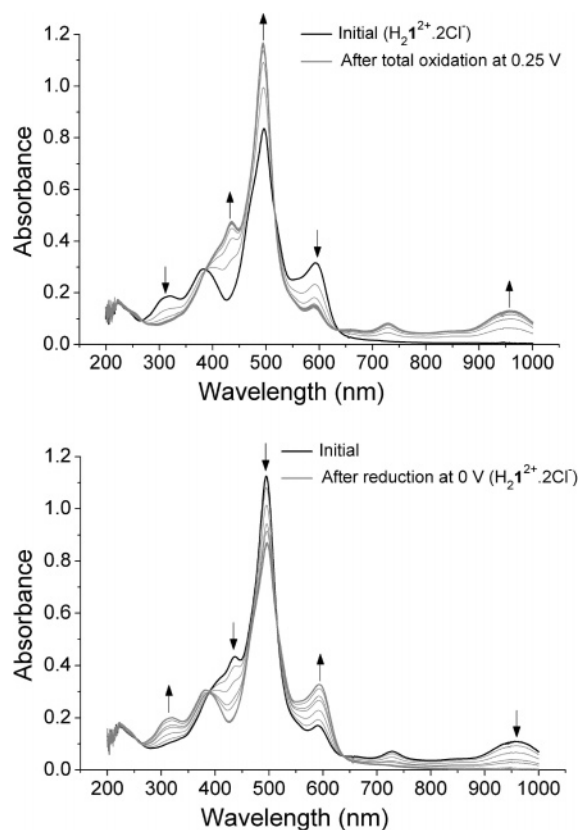 Absorbance
1.2
1.0
0.8
0.6
0.4
0.2
0.0
Initial (H₂1²⁺.2Cl⁻)
After total oxidation at 0.25 V
200 300 400 500 600 700 800 900 1000
Wavelength (nm)
Absorbance
1.2
1.0
0.8
0.6
0.4
0.2
0.0
Initial
After reduction at 0 V (H₂1²⁺.2Cl⁻)
200 300 400 500 600 700 800 900 1000
Wavelength (nm)